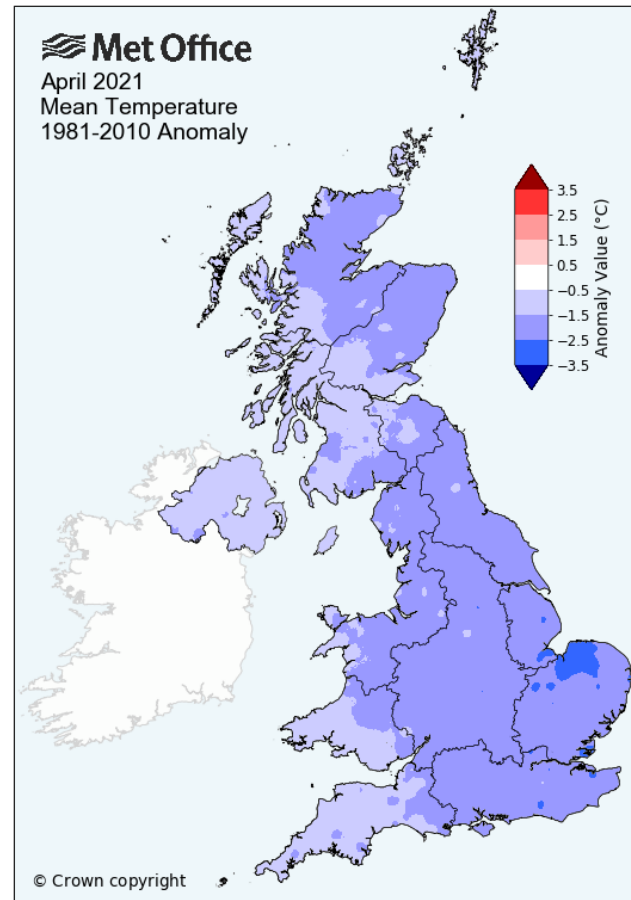 Met Office
April 2021
Mean Temperature
1981-2010 Anomaly
3.5
2.5
1.5
0.5
−0.5
−1.5
−2.5
−3.5
Anomaly Value (°C)
© Crown copyright